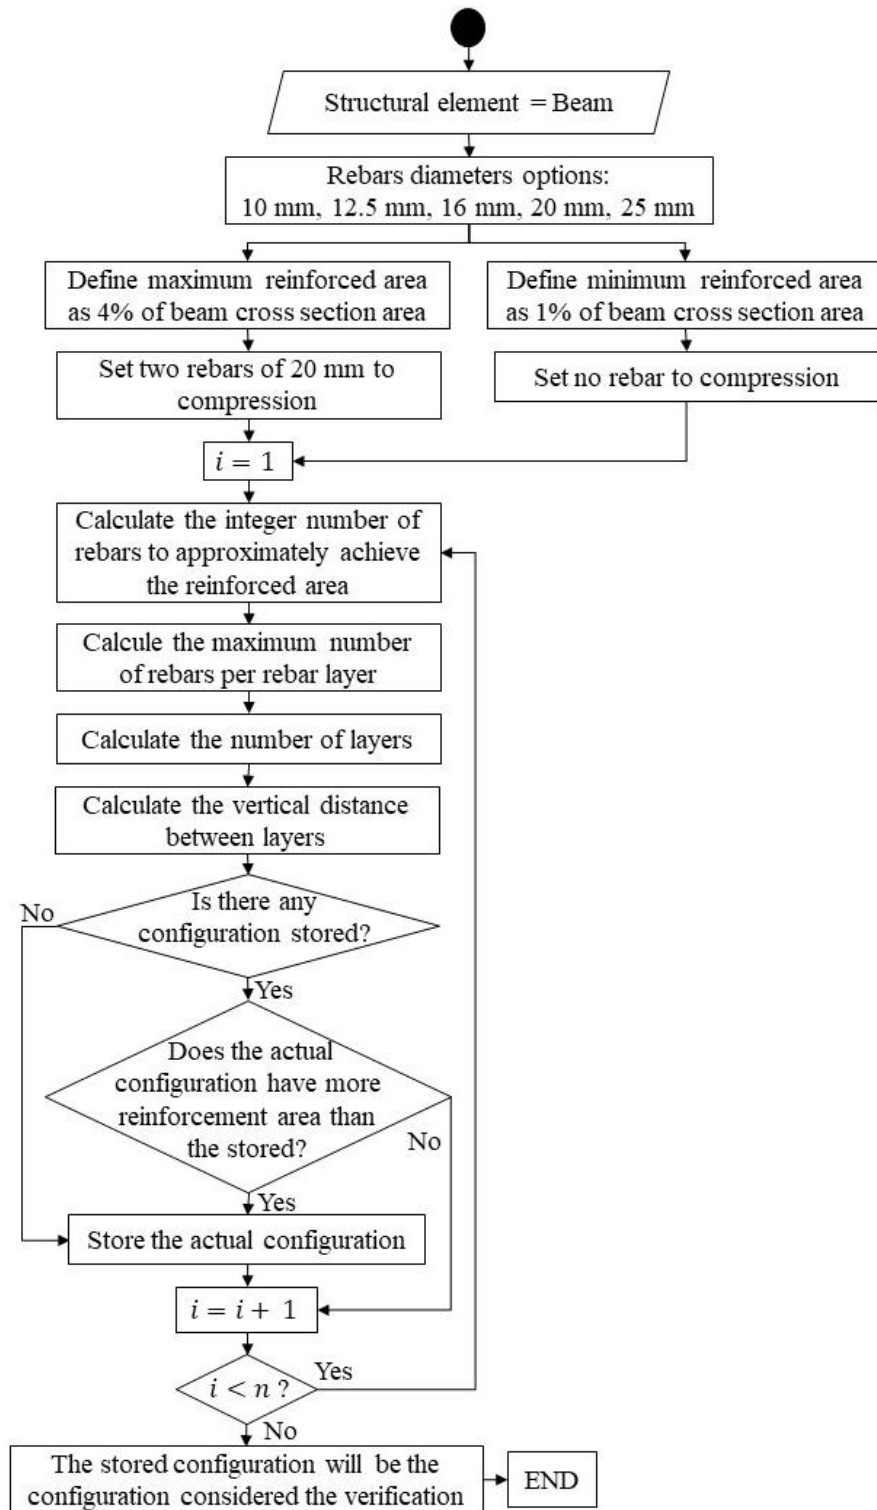 Structural element = Beam
Rebars diameters options:
10 mm, 12.5 mm, 16 mm, 20 mm, 25 mm
Define maximum reinforced area
as 4% of beam cross section area
Define minimum reinforced area
as 1% of beam cross section area
Set two rebars of 20 mm to
compression
Set no rebar to compression
i = 1
Calculate the integer number of
rebars to approximately achieve
the reinforced area
Calcule the maximum number
of rebars per rebar layer
Calculate the number of layers
Calculate the vertical distance
between layers
Is there any
configuration stored?
No
Yes
Does the actual
configuration have more
reinforcement area than
the stored?
No
Yes
Store the actual configuration
i = i + 1
i < n ?
Yes
No
The stored configuration will be the
configuration considered the verification
END